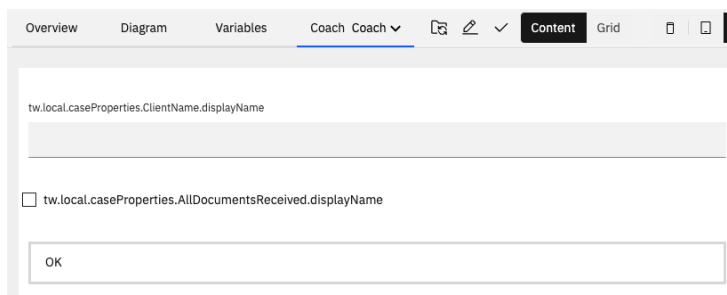 Overview Diagram Variables Coach Coach Content Grid
tw.local.caseProperties.ClientName.displayName
tw.local.caseProperties.AllDocumentsReceived.displayName
OK